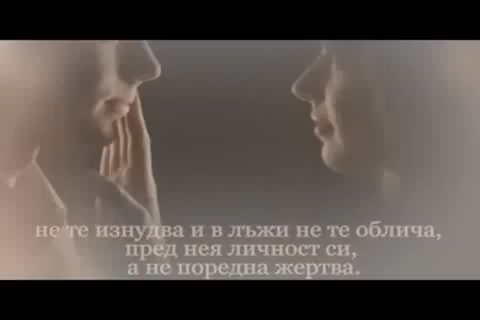 не те изнудва и в лъжи не те облича,
пред нея личност си,
а не поредна жертва.